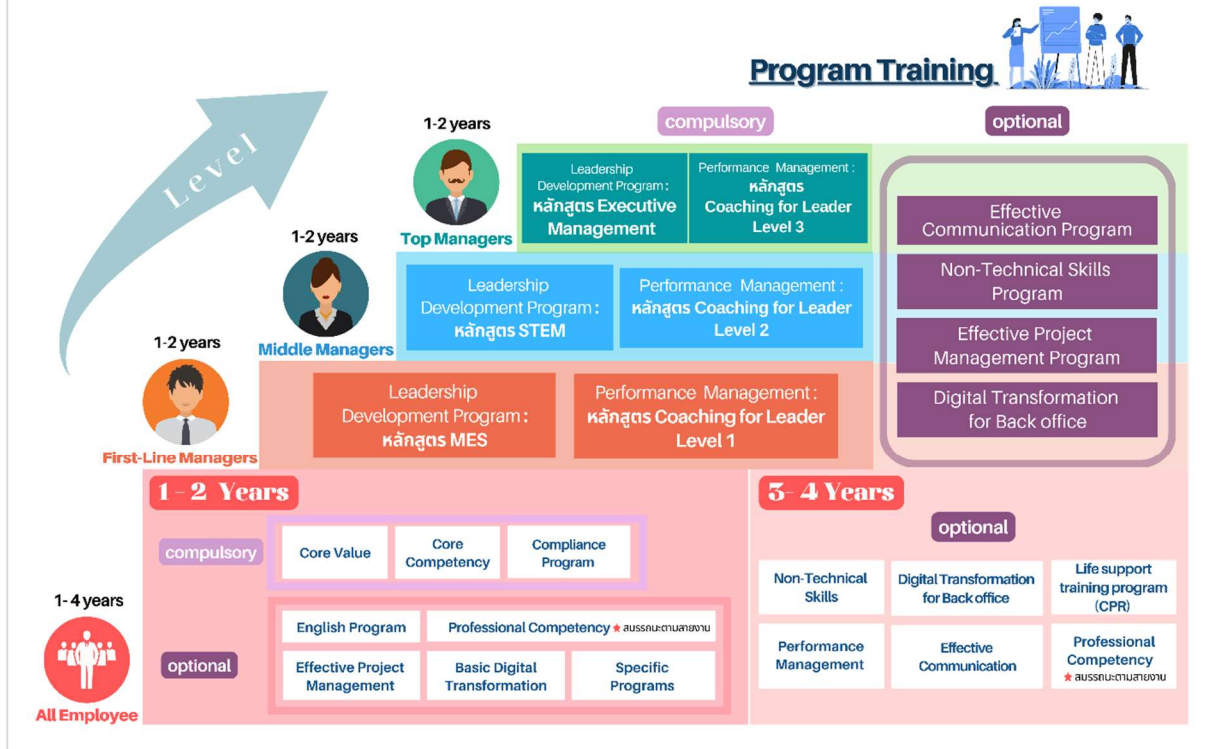 Program Training
Level
1-2 years
compulsory
optional
Top Managers
Leadership
Development Program :
หลักสูตร Executive
Management
Performance Management :
หลักสูตร
Coaching for Leader
Level 3
1-2 years
Middle Managers
Leadership
Development Program :
หลักสูตร STEM
Performance Management :
หลักสูตร Coaching for Leader
Level 2
1-2 years
First-Line Managers
Leadership
Development Program :
หลักสูตร MES
Performance Management :
หลักสูตร Coaching for Leader
Level 1
Effective
Communication Program
Non-Technical Skills
Program
Effective Project
Management Program
Digital Transformation
for Back office
1- 4 years
All Employee
1 - 2 Years
compulsory
Core Value
Core
Competency
Compliance
Program
optional
English Program
Professional Competency ★ สมรรถนะตามสายงาน
Effective Project
Management
Basic Digital
Transformation
Specific
Programs
3- 4 Years
optional
Non-Technical
Skills
Digital Transformation
for Back office
Life support
training program
(CPR)
Performance
Management
Effective
Communication
Professional
Competency
★ สมรรถนะตามสายงาน